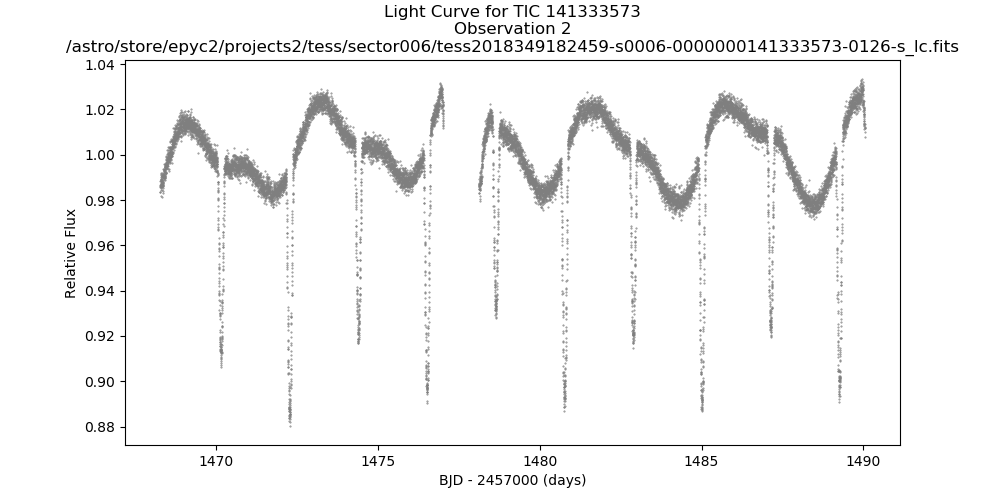 Light Curve for TIC 141333573
Observation 2
/astro/store/epyc2/projects2/tess/sector006/tess2018349182459-s0006-0000000141333573-0126-s_lc.fits
1.04
1.02
1.00
0.98
0.96
0.94
0.92
0.90
0.88
Relative Flux
1470
1475
1480
1485
1490
BJD - 2457000 (days)